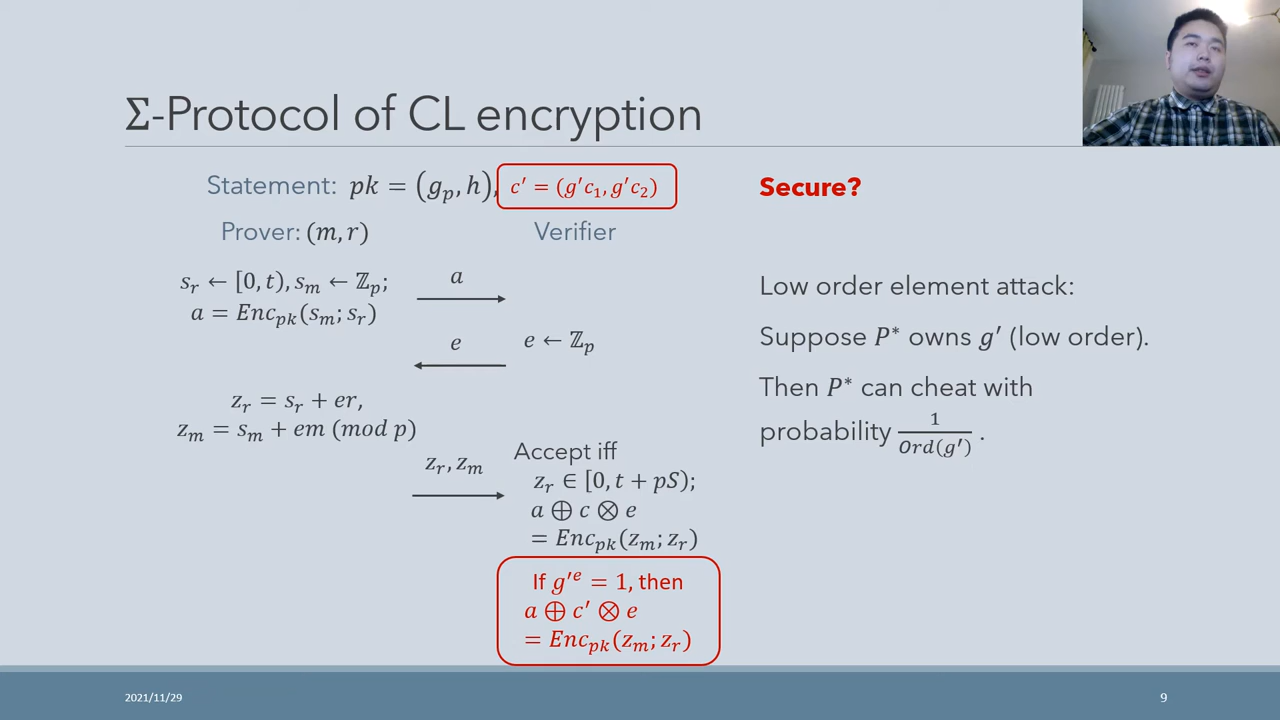 Σ-Protocol of CL encryption
Statement: pk = (g_p, h), c′ = (g′c₁, g′c₂)
Secure?
Prover: (m, r)
Verifier
s_r ← [0, t), s_m ← ℤ_p;
a = Enc_pk(s_m; s_r)
a
e
e ← ℤ_p
z_r = s_r + er,
z_m = s_m + em (mod p)
z_r, z_m
Accept iff
z_r ∈ [0, t + pS);
a ⊕ c ⊗ e
= Enc_pk(z_m; z_r)
If g′ᵉ = 1, then
a ⊕ c′ ⊗ e
= Enc_pk(z_m; z_r)
Low order element attack:
Suppose P* owns g′ (low order).
Then P* can cheat with
probability 1/Ord(g′) .
2021/11/29
9